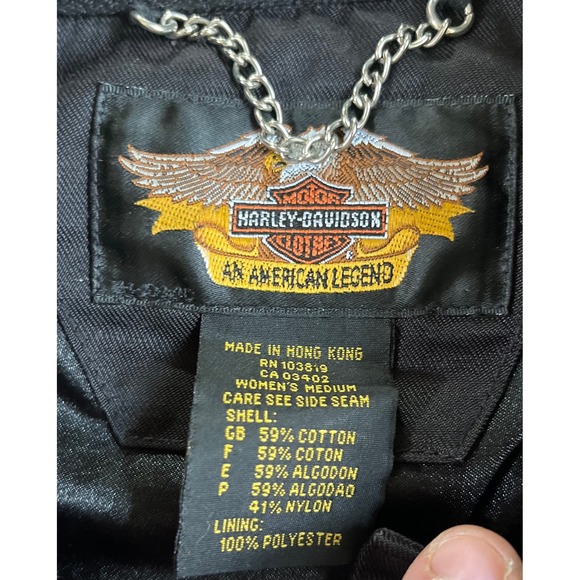 MOTOR
HARLEY-DAVIDSON
CLOTHES
®
AN AMERICAN LEGEND
MADE IN HONG KONG
RN 103819
CA 03402
WOMEN'S MEDIUM
CARE SEE SIDE SEAM
SHELL:
GB 59% COTTON
F 59% COTON
E 59% ALGODON
P 59% ALGODAO
41% NYLON
LINING:
100% POLYESTER